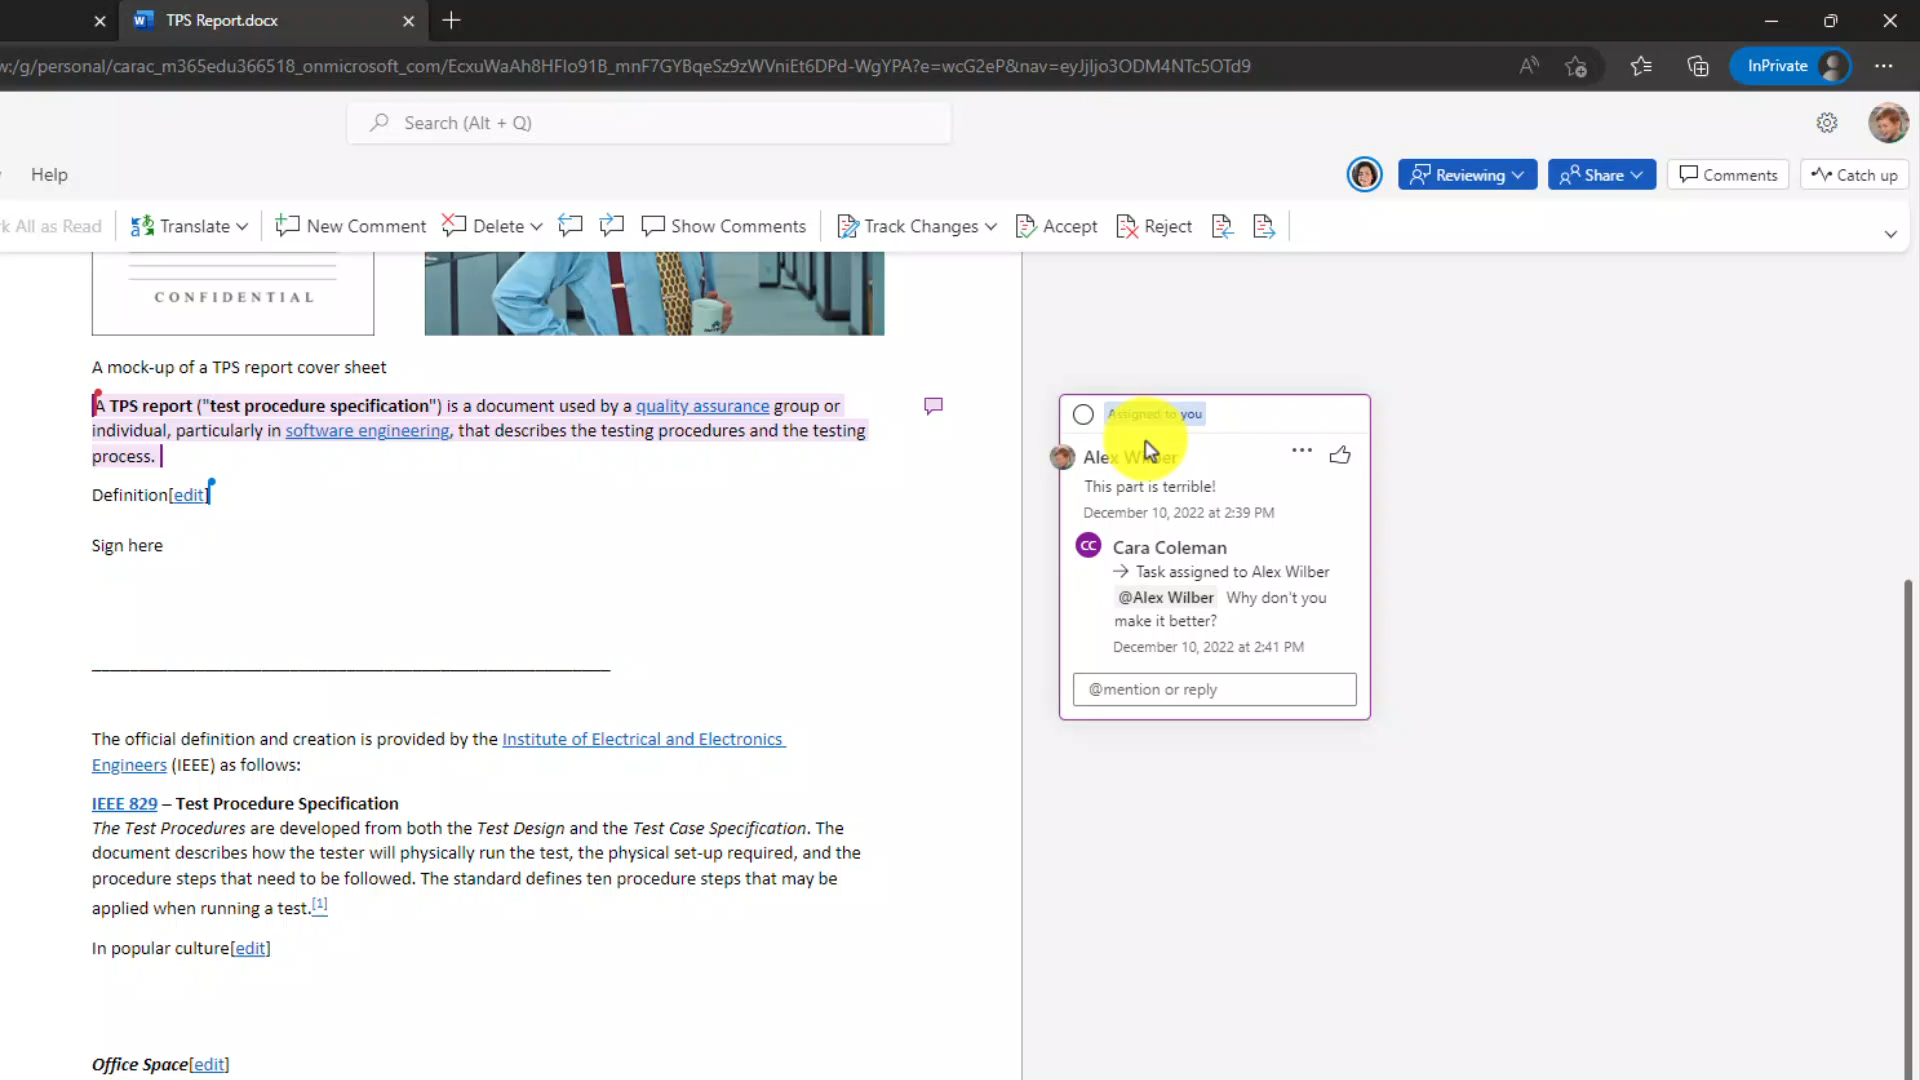 TPS Report.docx
w:/g/personal/carac_m365edu366518_onmicrosoft_com/EcxuWaAh8HFIo91B_mnF7GYBqeSz9zWVniEt6DPd-WgYPA?e=wcG2eP&nav=eyJjIjo3ODM4NTc5OTd9
InPrivate
Search (Alt + Q)
Help
Reviewing
Share
Comments
Catch up
k All as Read
Translate
New Comment
Delete
Show Comments
Track Changes
Accept
Reject
CONFIDENTIAL
A mock-up of a TPS report cover sheet
A TPS report ("test procedure specification") is a document used by a quality assurance group or
individual, particularly in software engineering, that describes the testing procedures and the testing
process.
Definition[edit]
Sign here
The official definition and creation is provided by the Institute of Electrical and Electronics
Engineers (IEEE) as follows:
IEEE 829 – Test Procedure Specification
The Test Procedures are developed from both the Test Design and the Test Case Specification. The
document describes how the tester will physically run the test, the physical set-up required, and the
procedure steps that need to be followed. The standard defines ten procedure steps that may be
applied when running a test.[1]
In popular culture[edit]
Office Space[edit]
Assigned to you
Alex Wilber
This part is terrible!
December 10, 2022 at 2:39 PM
CC
Cara Coleman
→ Task assigned to Alex Wilber
@Alex Wilber Why don't you
make it better?
December 10, 2022 at 2:41 PM
@mention or reply